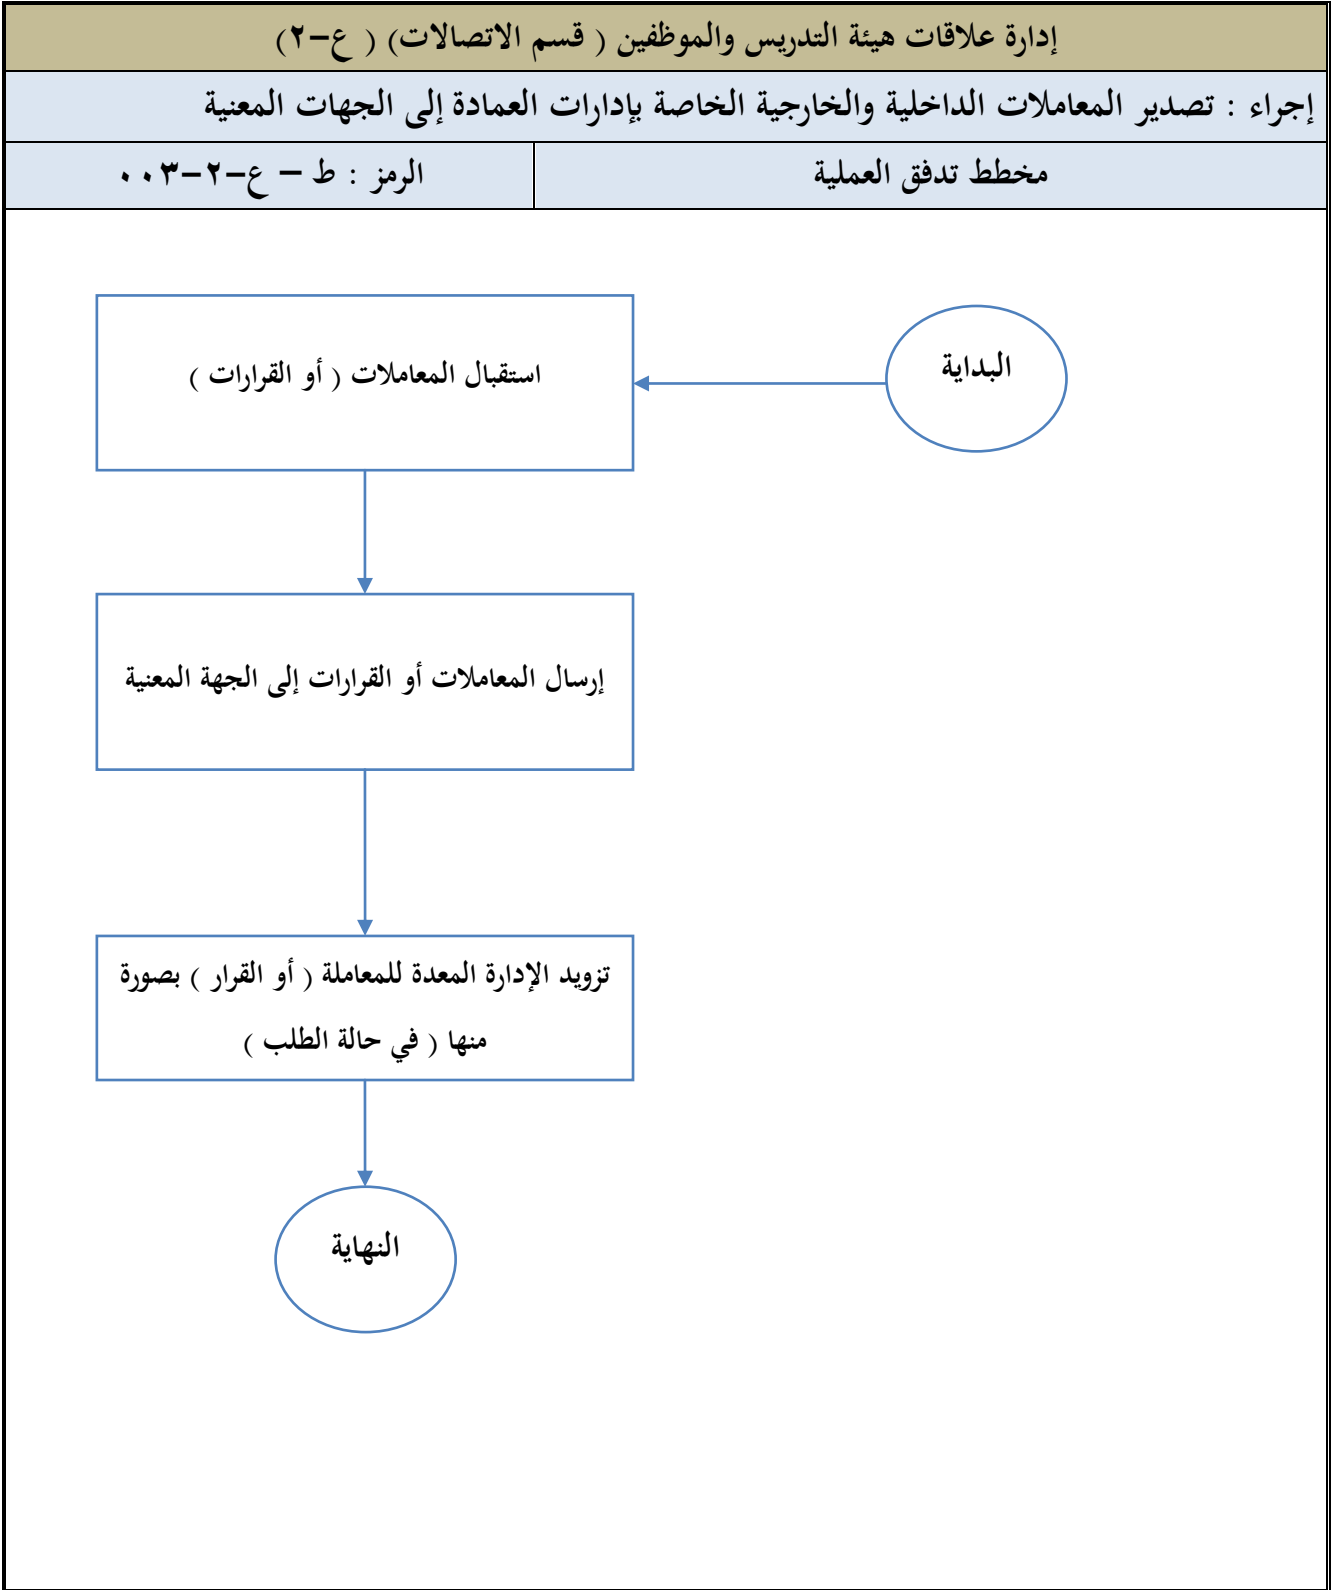 إدارة علاقات هيئة التدريس والموظفين ( قسم الاتصالات) ( ع-٢)
إجراء : تصدير المعاملات الداخلية والخارجية الخاصة بإدارات العمادة إلى الجهات المعنية
مخطط تدفق العملية
الرمز : ط – ع-٢-٠٠٣
البداية
استقبال المعاملات ( أو القرارات )
إرسال المعاملات أو القرارات إلى الجهة المعنية
تزويد الإدارة المعدة للمعاملة ( أو القرار ) بصورة
منها ( في حالة الطلب )
النهاية